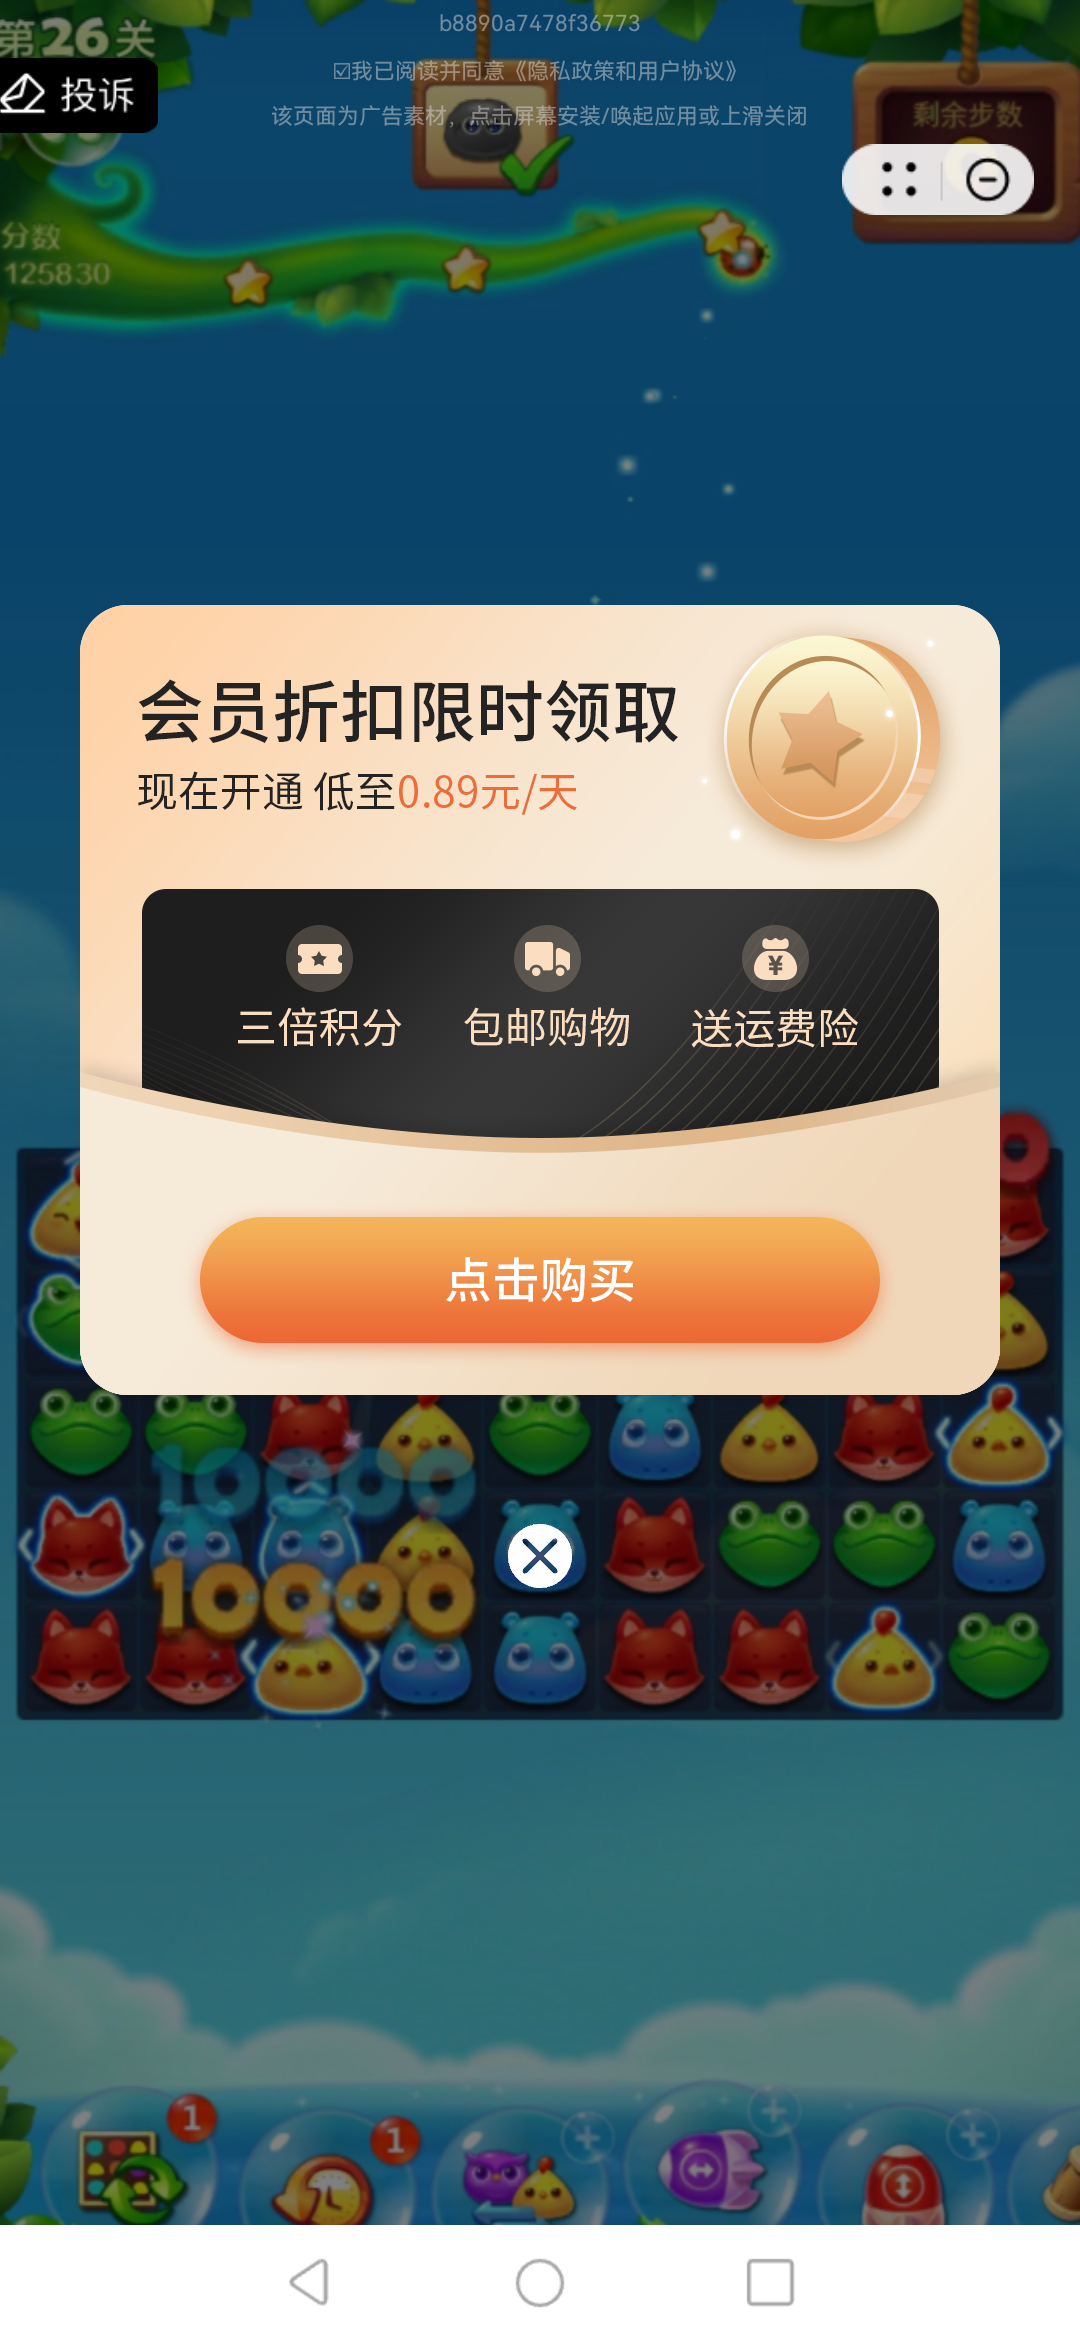 b8890a7478f36773
第26关
☑我已阅读并同意《隐私政策和用户协议》
投诉
该页面为广告素材，点击屏幕安装/唤起应用或上滑关闭
剩余步数
分数
125830
会员折扣限时领取
现在开通 低至0.89元/天
三倍积分 包邮购物 送运费险
点击购买
10000
10000
1
1